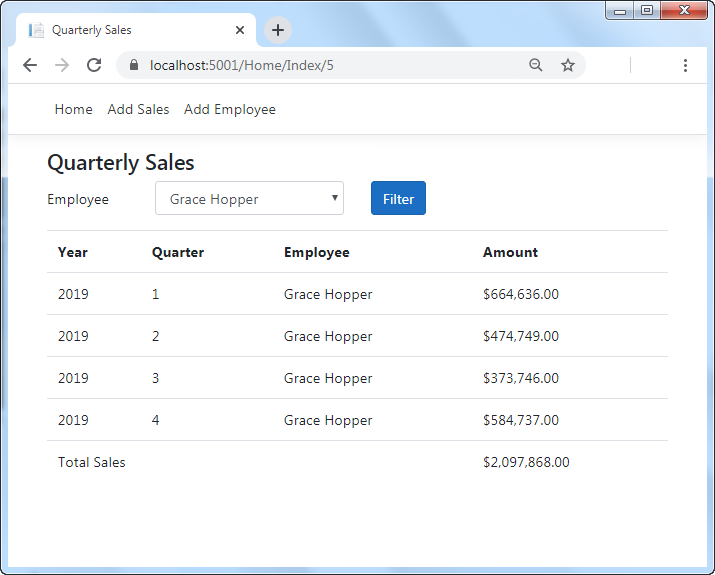 Quarterly Sales
localhost:5001/Home/Index/5
Home Add Sales Add Employee
Quarterly Sales
Employee Grace Hopper Filter
Year Quarter Employee Amount
2019 1 Grace Hopper $664,636.00
2019 2 Grace Hopper $474,749.00
2019 3 Grace Hopper $373,746.00
2019 4 Grace Hopper $584,737.00
Total Sales $2,097,868.00